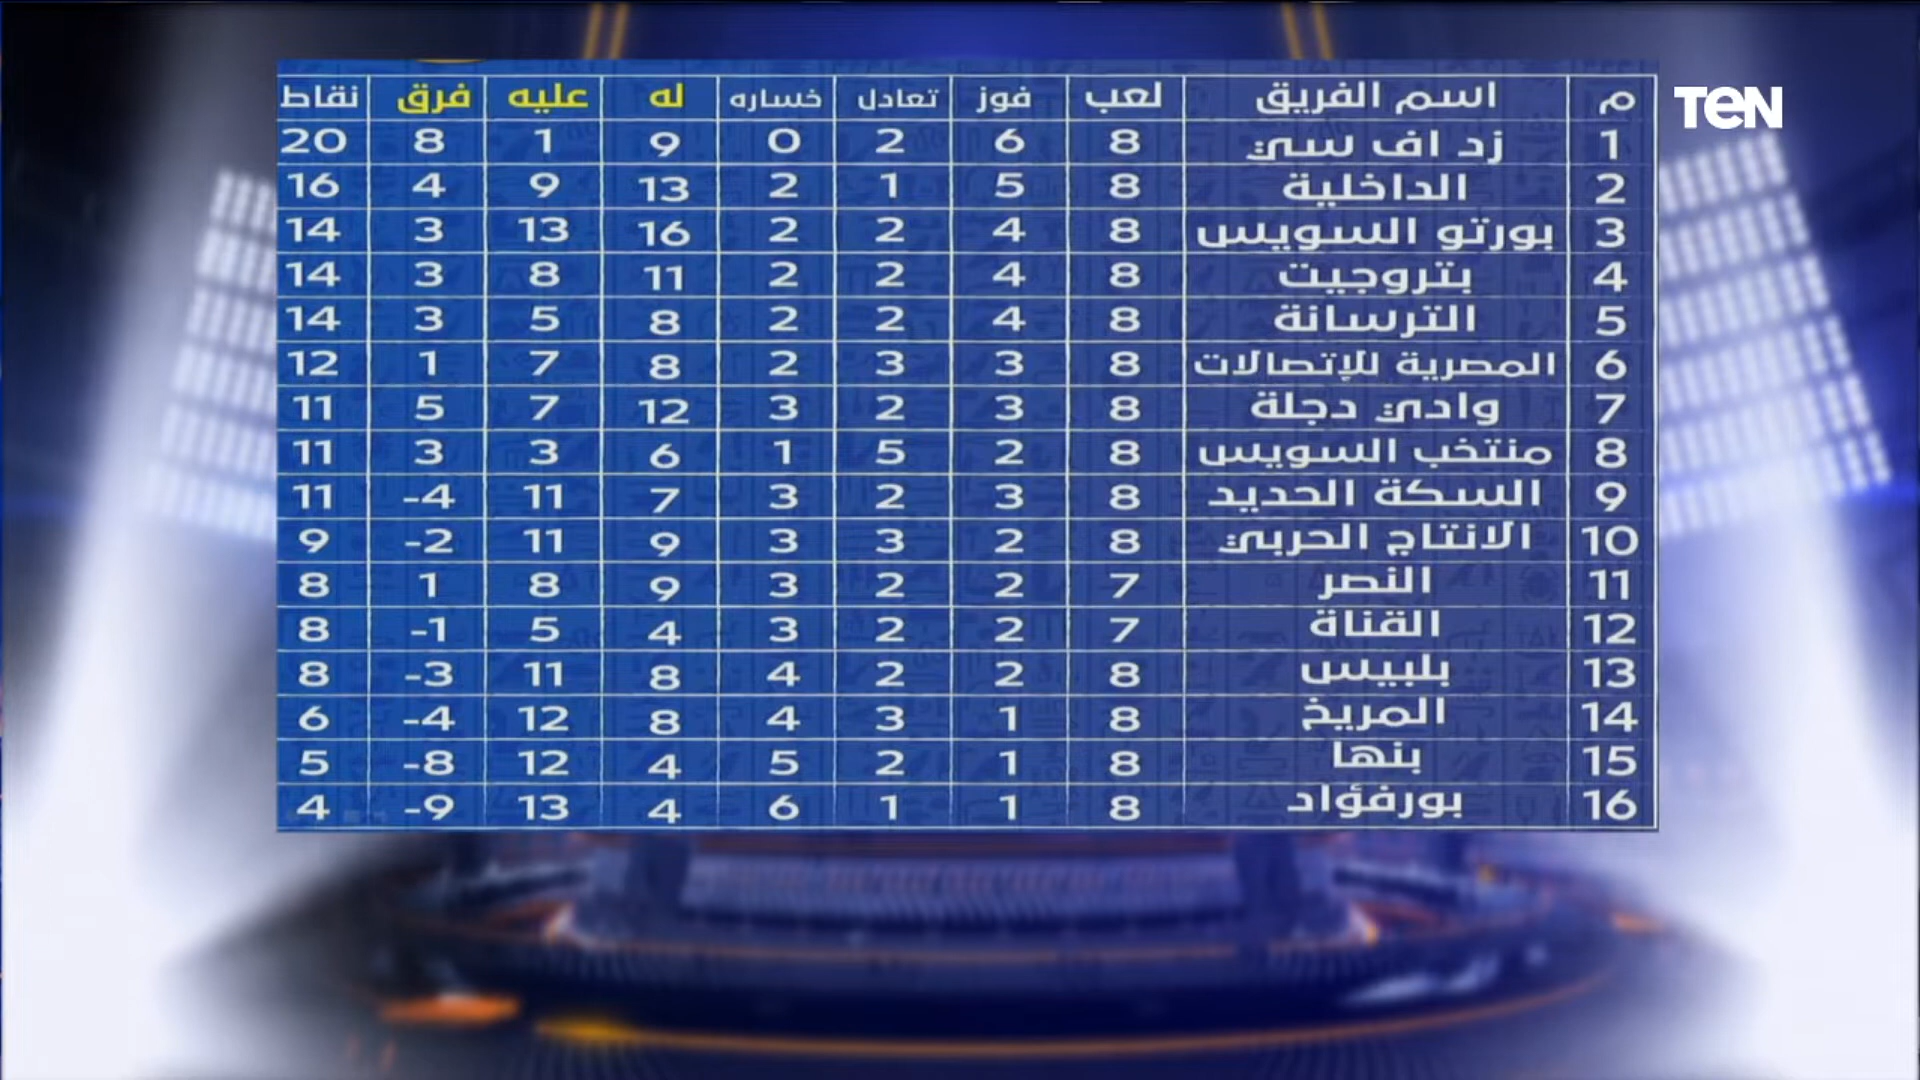 م اسم الفريق لعب فوز تعادل خساره له عليه فرق نقاط
1 زد اف سي 8 6 2 0 9 1 8 20
2 الداخلية 8 5 1 2 13 9 4 16
3 بورتو السويس 8 4 2 2 16 13 3 14
4 بتروجيت 8 4 2 2 11 8 3 14
5 الترسانة 8 4 2 2 8 5 3 14
6 المصرية للإتصالات 8 3 3 2 8 7 1 12
7 وادي دجلة 8 3 2 3 12 7 5 11
8 منتخب السويس 8 2 5 1 6 3 3 11
9 السكة الحديد 8 3 2 3 7 11 -4 11
10 الانتاج الحربي 8 2 3 3 9 11 -2 9
11 النصر 7 2 2 3 9 8 1 8
12 القناة 7 2 2 3 4 5 -1 8
13 بلبيس 8 2 2 4 8 11 -3 8
14 المريخ 8 1 3 4 8 12 -4 6
15 بنها 8 1 2 5 4 12 -8 5
16 بورفؤاد 8 1 1 6 4 13 -9 4
TEN